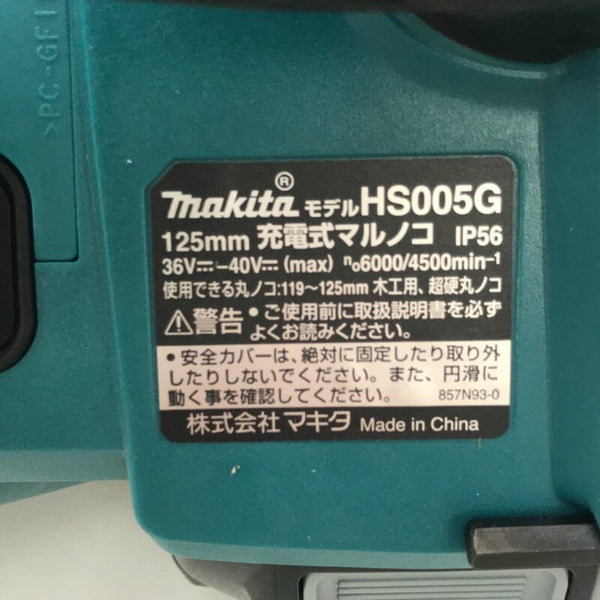 >PC-GF1
makita® モデル HS005G
125mm 充電式マルノコ IP56
36V⎓-40V⎓(max) n₀6000/4500min⁻¹
使用できる丸ノコ:119～125mm 木工用、超硬丸ノコ
⚠警告 ●ご使用前に取扱説明書を必ず
よくお読みください。
●安全カバーは、絶対に固定したり取り外
したりしないでください。また、円滑に
動く事を確認してください。 857N93-0
株式会社マキタ Made in China